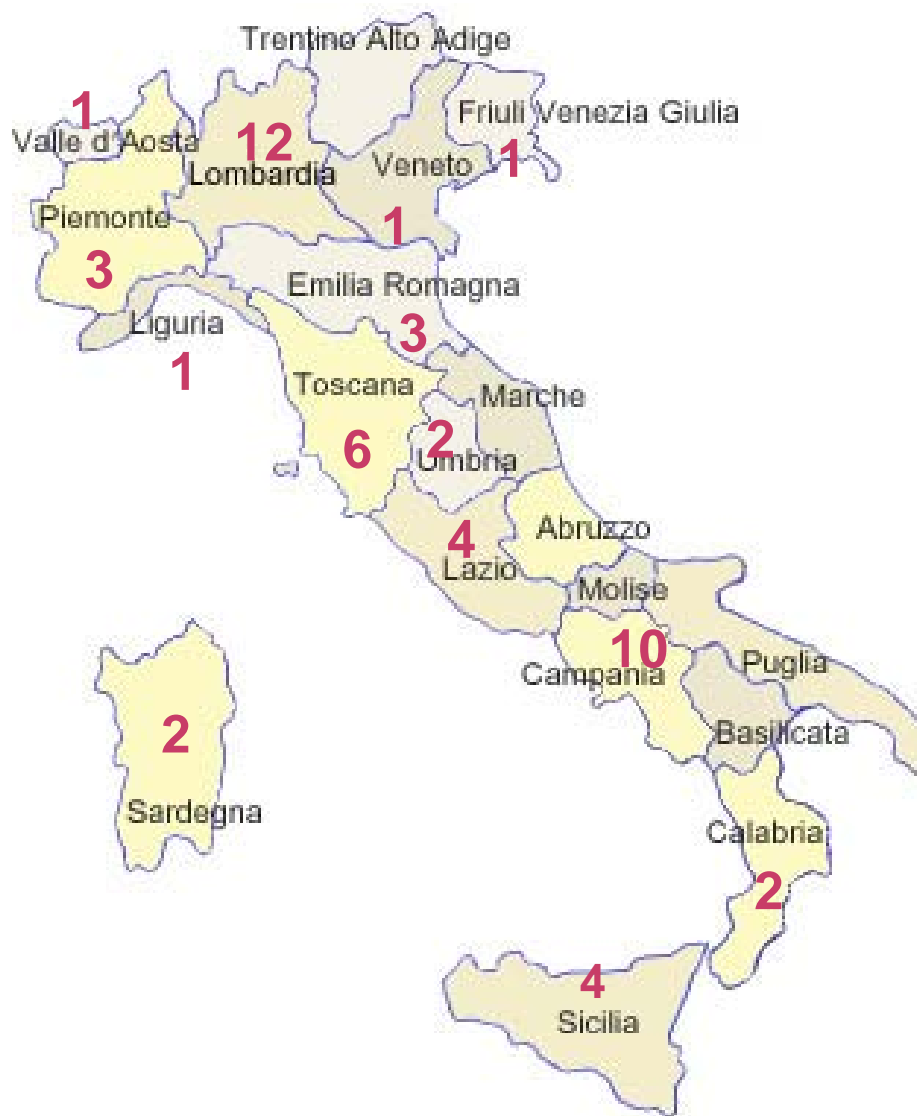 Trentino Alto Adige
1
Friuli Venezia Giulia
Valle d'Aosta
12
Veneto
1
Lombardia
Piemonte
1
3
Emilia Romagna
Liguria
3
1
Toscana
Marche
6
2
Umbria
4
Abruzzo
Lazio
Molise
10
Puglia
Campania
2
Basilicata
Sardegna
Calabria
2
4
Sicilia